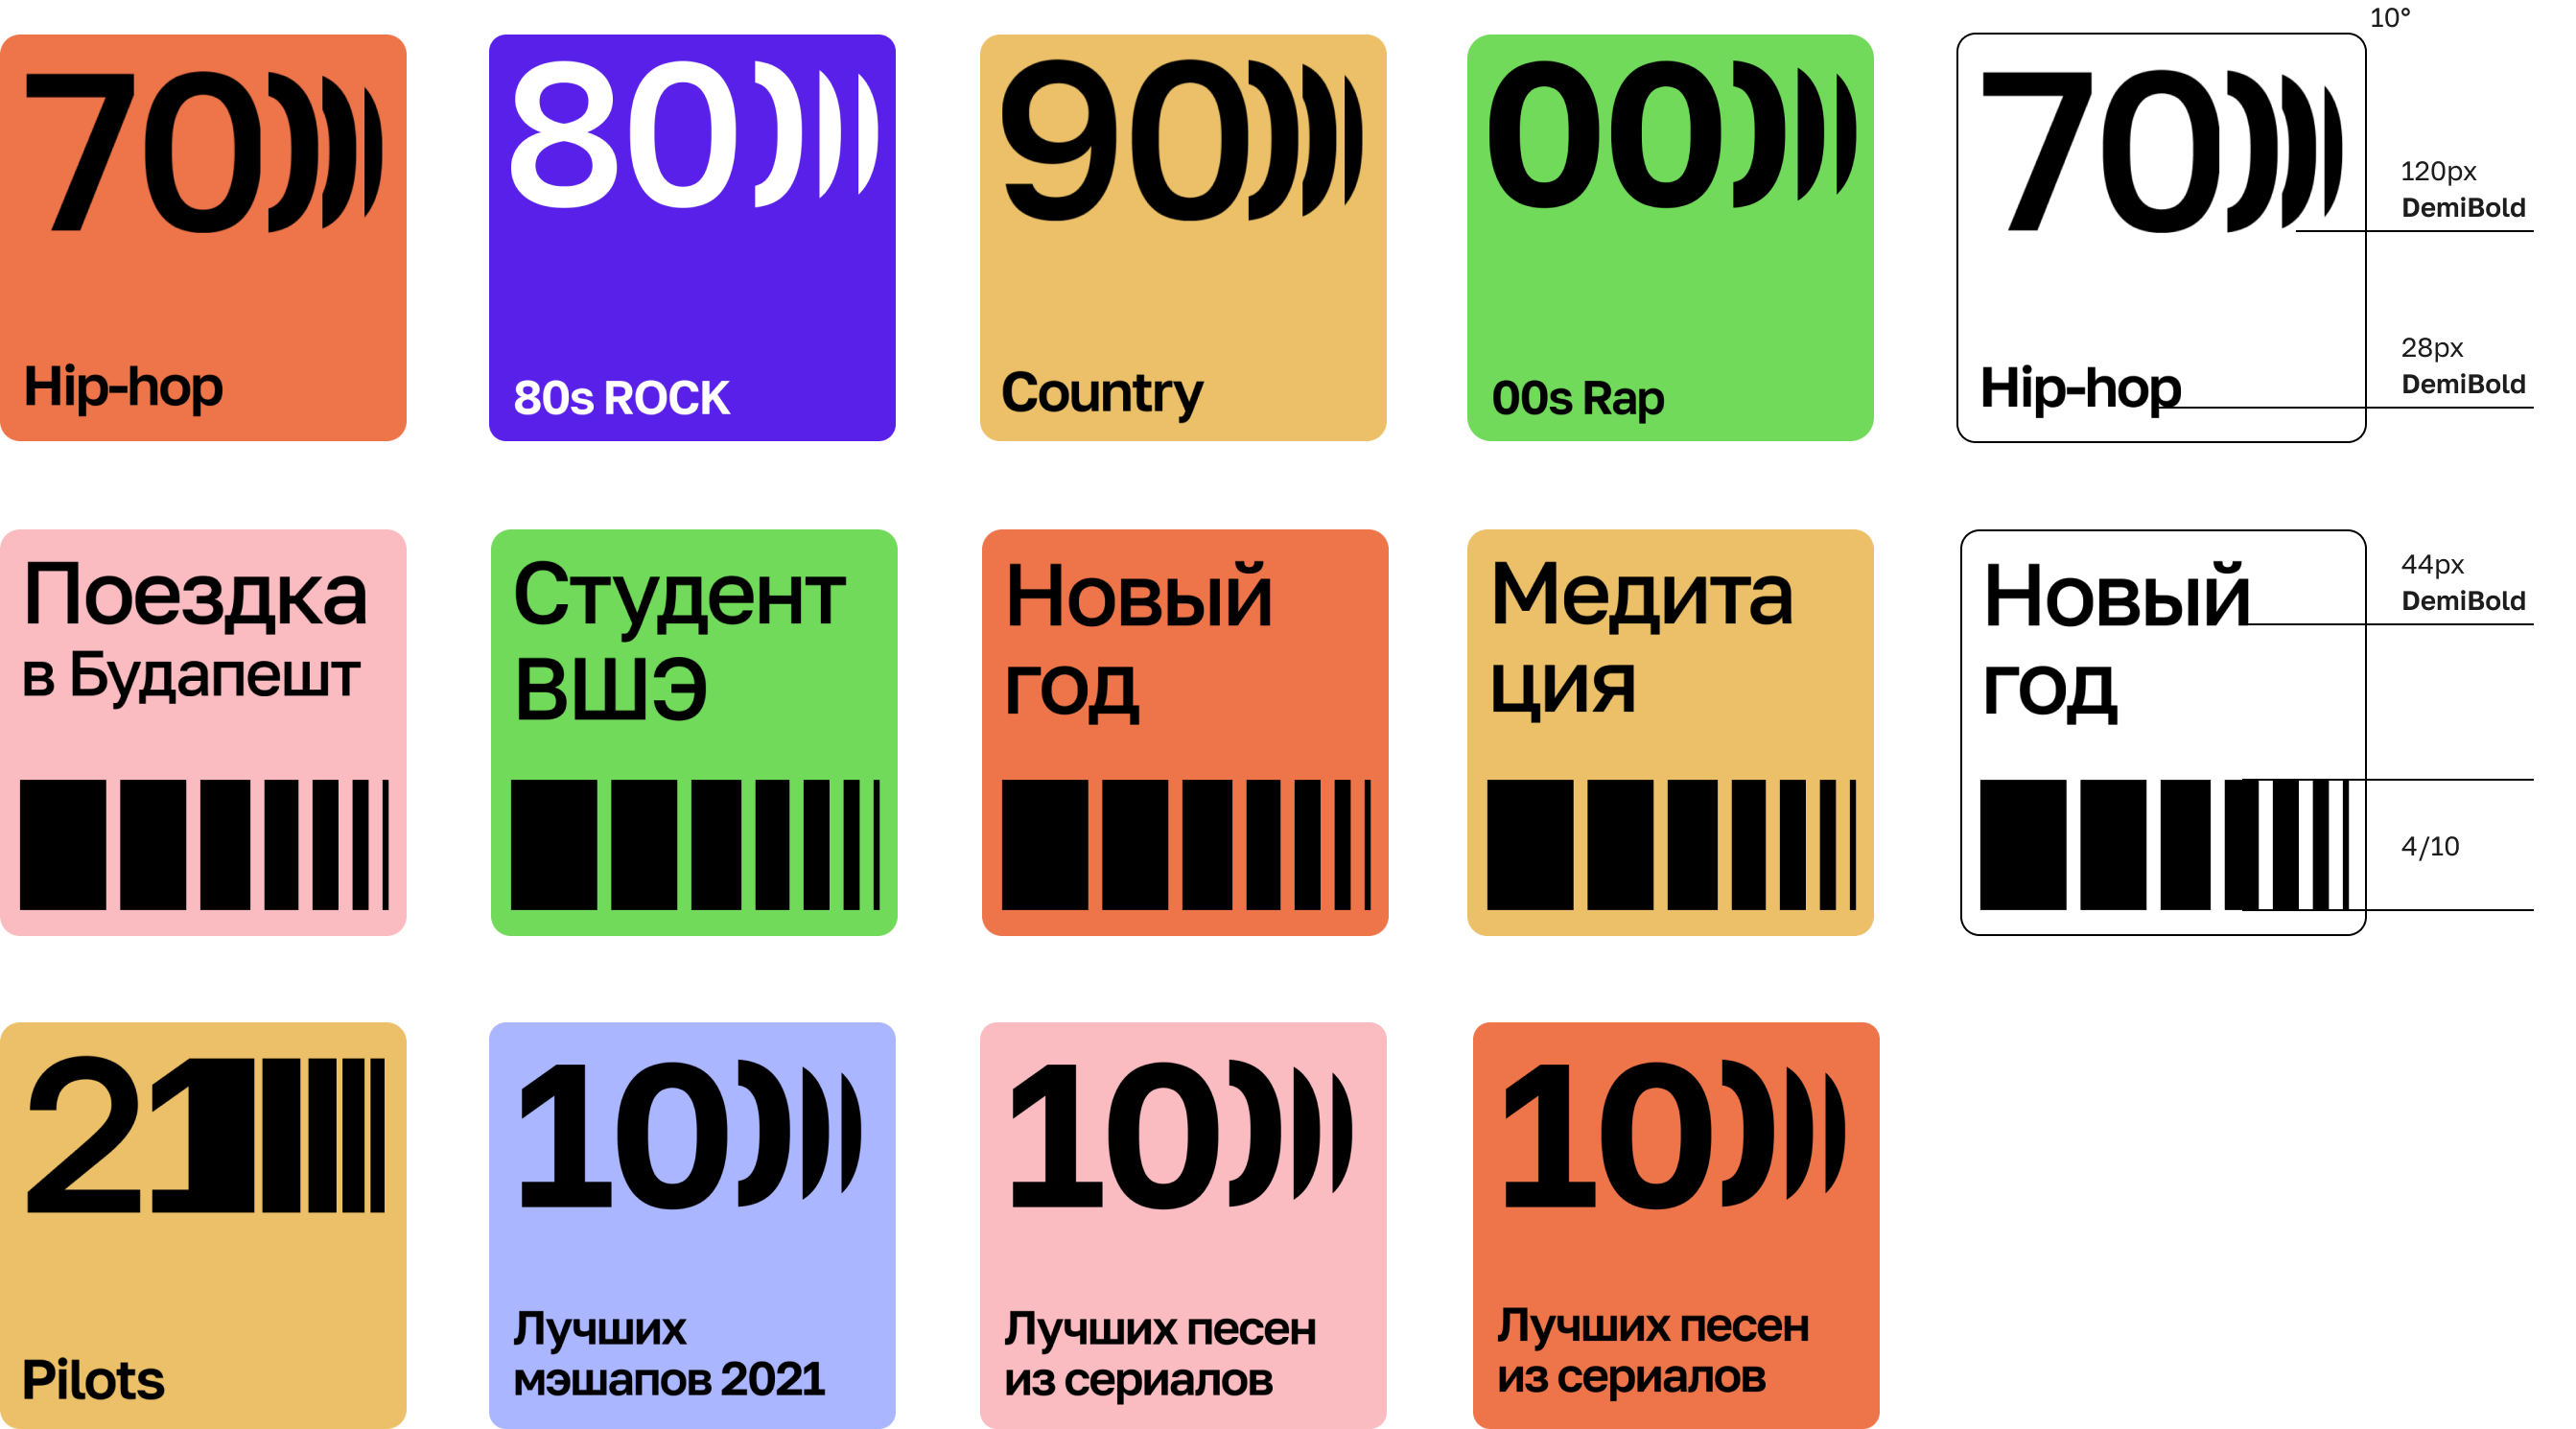 10°
70
Hip-hop
80
80s ROCK
90
Country
00
00s Rap
70
Hip-hop
120px
DemiBold
28px
DemiBold
Поездка
в Будапешт
Студент
ВШЭ
Новый
год
Медита
ция
Новый
год
44px
DemiBold
4/10
21
Pilots
10
Лучших
мэшапов 2021
10
Лучших песен
из сериалов
10
Лучших песен
из сериалов